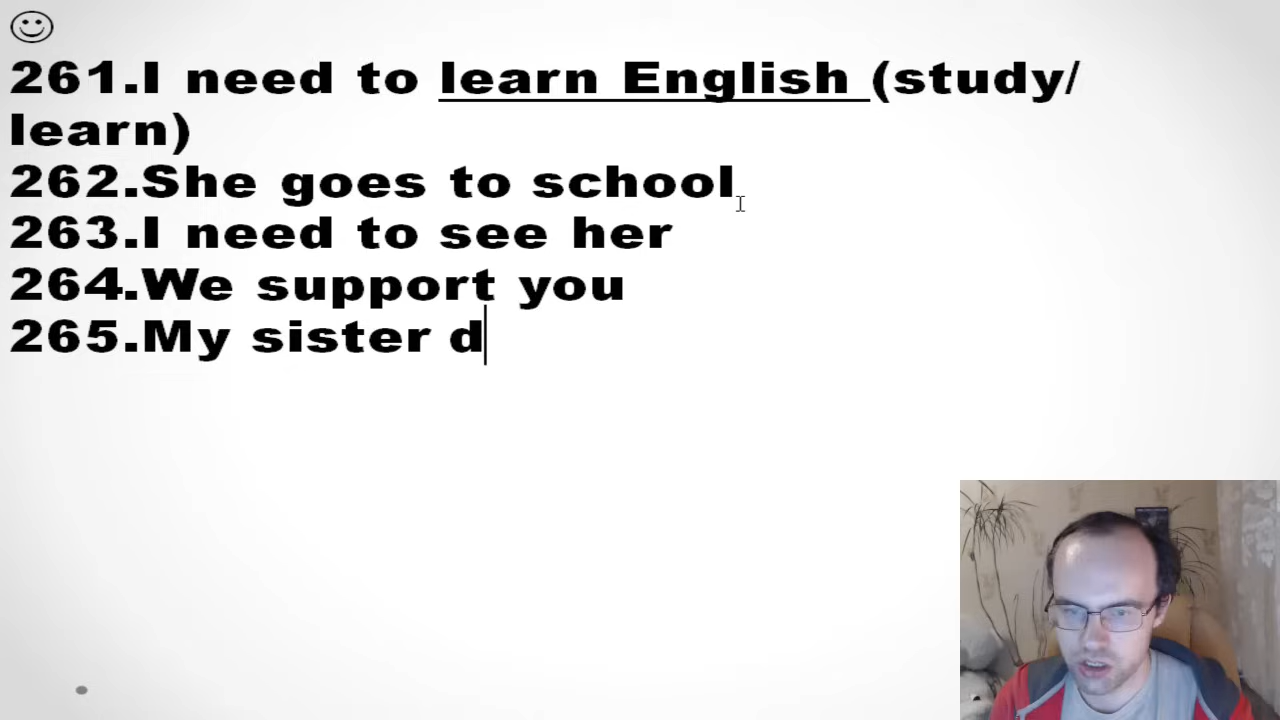 261.I need to learn English (study/
learn)
262.She goes to school
263.I need to see her
264.We support you
265.My sister d